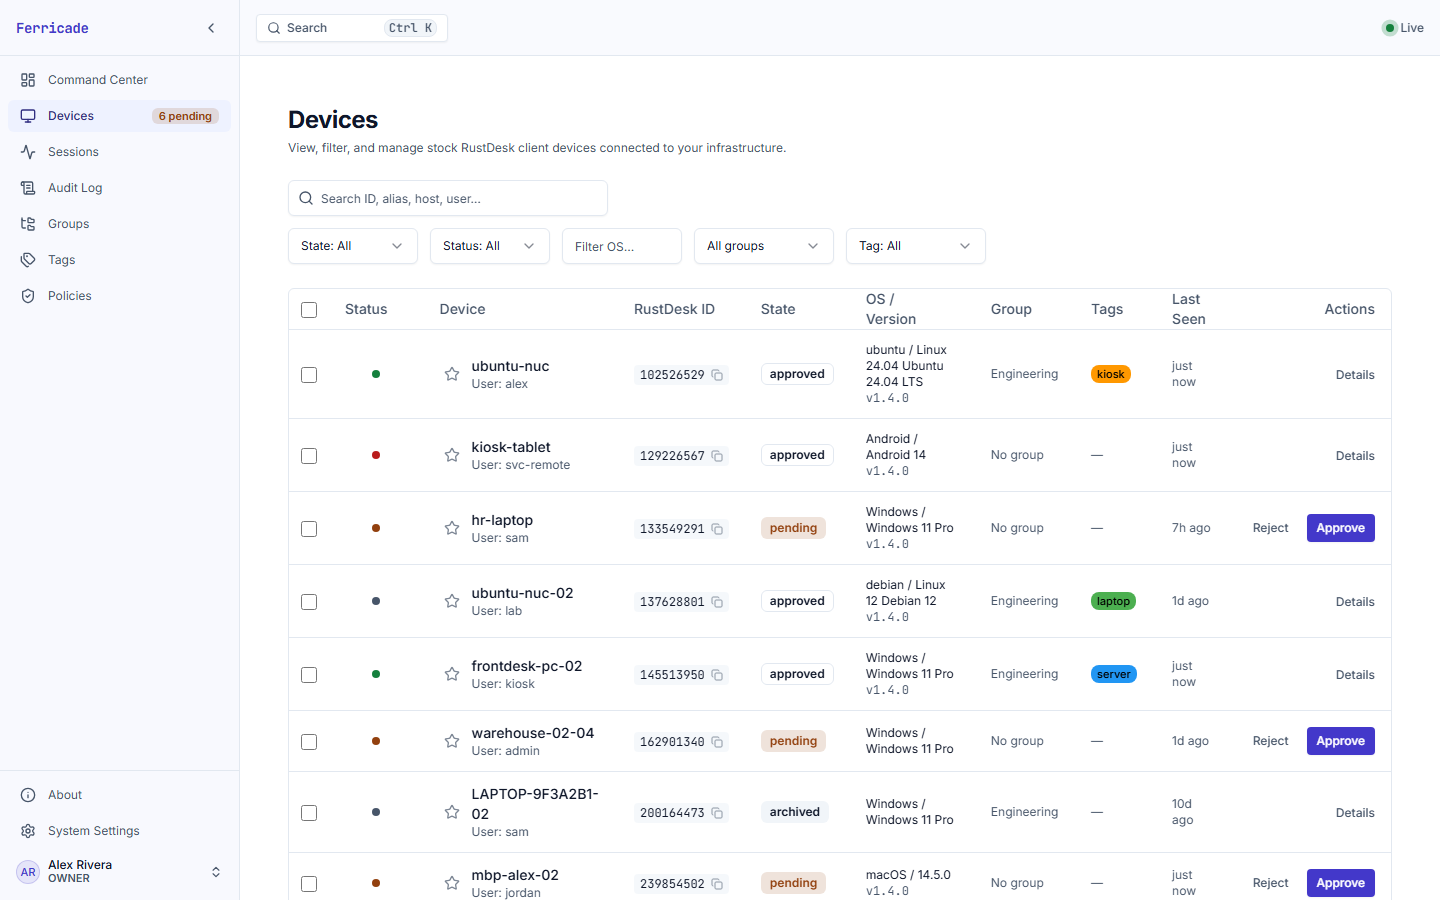 Ferricade
Search Ctrl K
Live
Command Center
Devices 6 pending
Sessions
Audit Log
Groups
Tags
Policies
About
System Settings
AR Alex Rivera
OWNER
Devices
View, filter, and manage stock RustDesk client devices connected to your infrastructure.
Search ID, alias, host, user...
State: All Status: All Filter OS... All groups Tag: All
Status Device RustDesk ID State OS / Version Group Tags Last Seen Actions
ubuntu-nuc
User: alex
102526529
approved
ubuntu / Linux
24.04 Ubuntu
24.04 LTS
v1.4.0
Engineering
kiosk
just
now
Details
kiosk-tablet
User: svc-remote
129226567
approved
Android /
Android 14
v1.4.0
No group
—
just
now
Details
hr-laptop
User: sam
133549291
pending
Windows /
Windows 11 Pro
v1.4.0
No group
—
7h ago
Reject
Approve
ubuntu-nuc-02
User: lab
137628801
approved
debian / Linux
12 Debian 12
v1.4.0
Engineering
laptop
1d ago
Details
frontdesk-pc-02
User: kiosk
145513950
approved
Windows /
Windows 11 Pro
v1.4.0
Engineering
server
just
now
Details
warehouse-02-04
User: admin
162901340
pending
Windows /
Windows 11 Pro
No group
—
1d ago
Reject
Approve
LAPTOP-9F3A2B1-
02
User: sam
200164473
archived
Windows /
Windows 11 Pro
Engineering
—
10d
ago
Details
mbp-alex-02
User: jordan
239854502
pending
macOS / 14.5.0
v1.4.0
No group
—
just
now
Reject
Approve